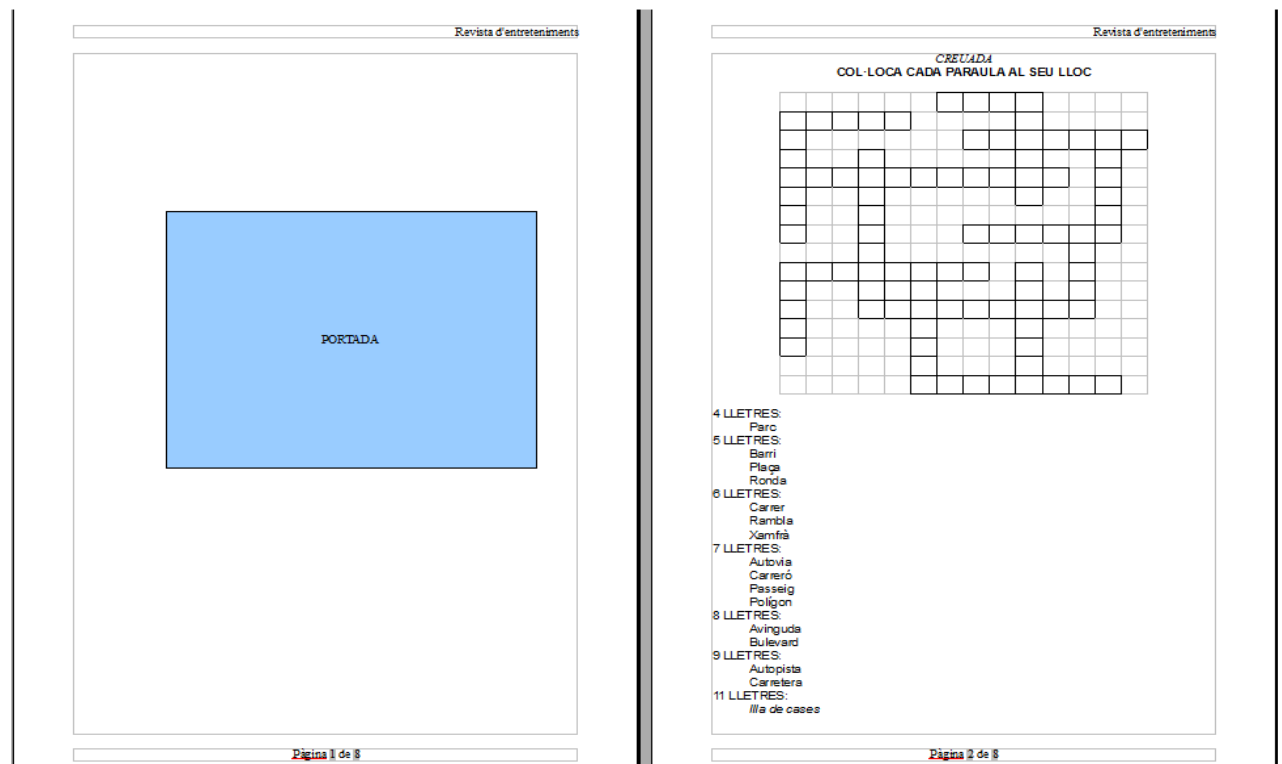 Revista d'entreteniments
PORTADA
Pàgina 1 de 8
Revista d'entreteniments
CREUADA
COL·LOCA CADA PARAULA AL SEU LLOC
4 LLETRES:
Parc
5 LLETRES:
Barri
Plaça
Ronda
6 LLETRES:
Carrer
Rambla
Xamfrà
7 LLETRES:
Autovia
Carreró
Passeig
Polígon
8 LLETRES:
Avinguda
Bulevard
9 LLETRES:
Autopista
Carretera
11 LLETRES:
Illa de cases
Pàgina 2 de 8